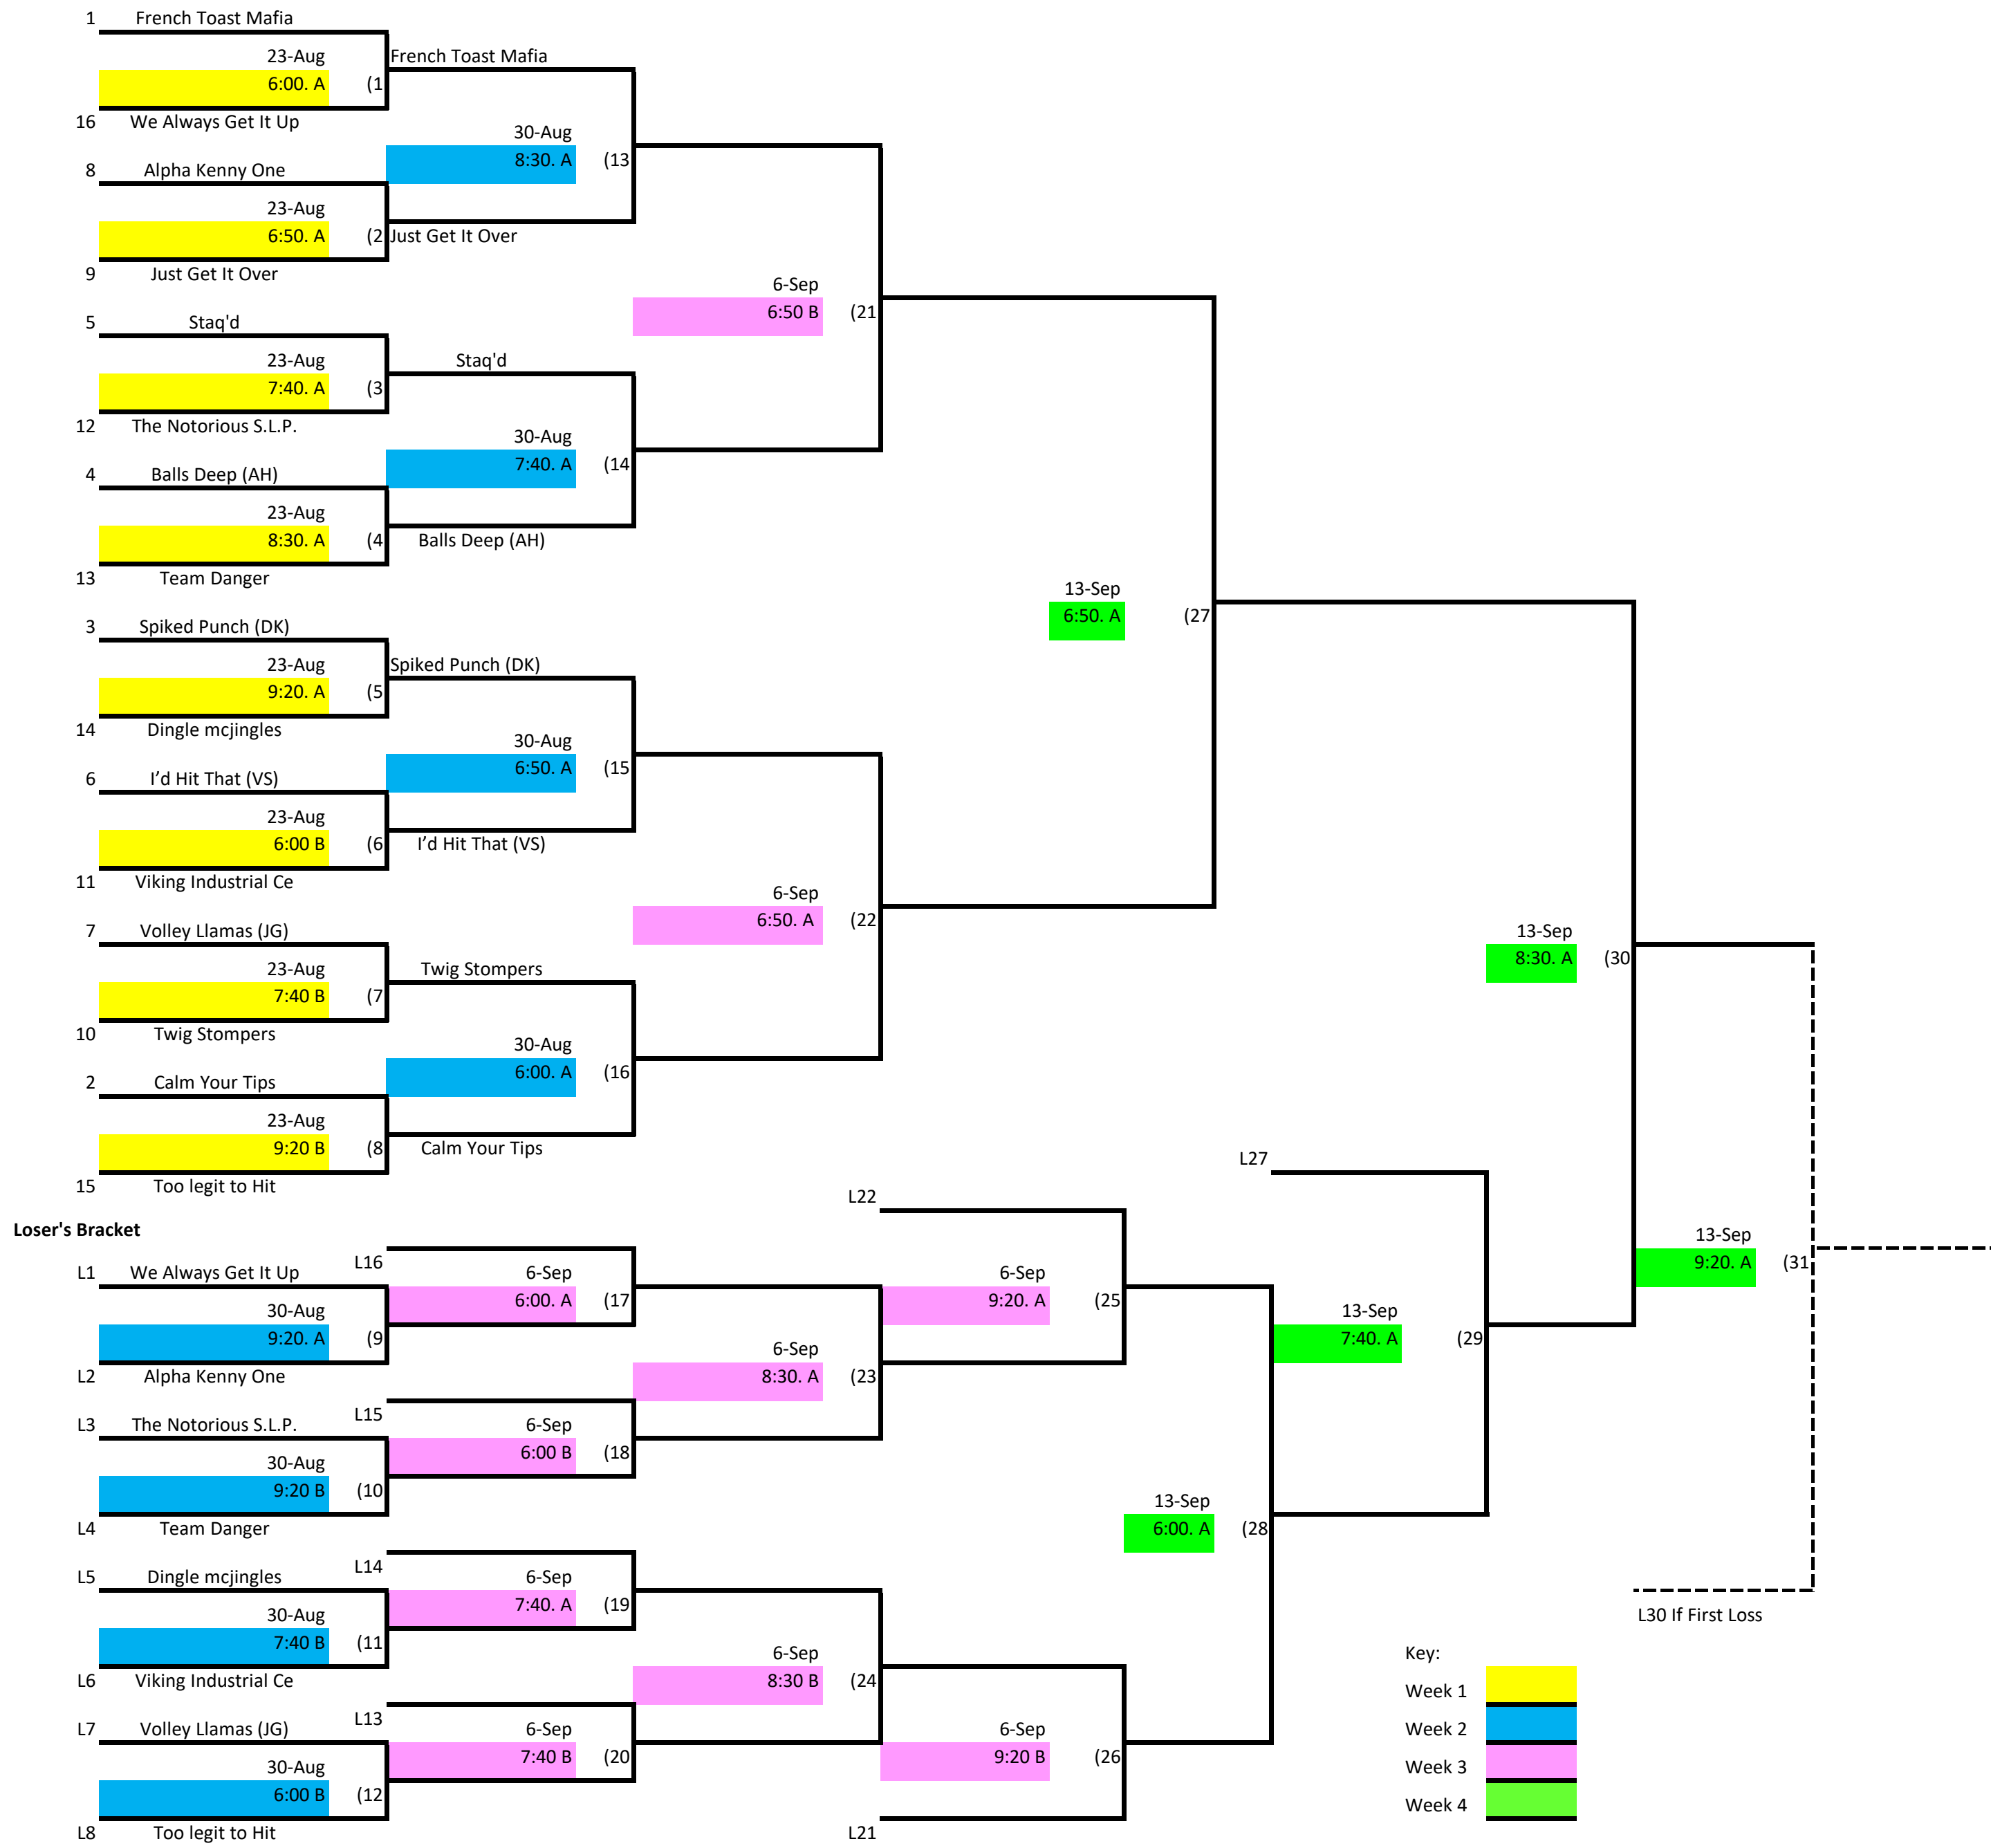 1 French Toast Mafia
23-Aug French Toast Mafia
6:00. A (1
16 We Always Get It Up
30-Aug
8:30. A (13
8 Alpha Kenny One
23-Aug
6:50. A (2 Just Get It Over
9 Just Get It Over
6-Sep
6:50 B (21
5 Staq'd
23-Aug Staq'd
7:40. A (3
12 The Notorious S.L.P.
30-Aug
7:40. A (14
4 Balls Deep (AH)
23-Aug
8:30. A (4 Balls Deep (AH)
13 Team Danger
13-Sep
6:50. A (27
3 Spiked Punch (DK)
23-Aug Spiked Punch (DK)
9:20. A (5
14 Dingle mcjingles
30-Aug
6:50. A (15
6 I’d Hit That (VS)
23-Aug
6:00 B (6 I’d Hit That (VS)
11 Viking Industrial Ce
6-Sep
6:50. A (22
7 Volley Llamas (JG)
13-Sep
8:30. A (30
23-Aug Twig Stompers
7:40 B (7
10 Twig Stompers
30-Aug
6:00. A (16
2 Calm Your Tips
23-Aug
9:20 B (8 Calm Your Tips
15 Too legit to Hit
L27
L22
Loser's Bracket
L16
L1 We Always Get It Up
6-Sep
6:00. A (17
6-Sep
9:20. A (25
13-Sep
9:20. A (31
30-Aug
9:20. A (9
L2 Alpha Kenny One
6-Sep
8:30. A (23
13-Sep
7:40. A (29
L15
L3 The Notorious S.L.P.
6-Sep
6:00 B (18
30-Aug
9:20 B (10
L4 Team Danger
13-Sep
6:00. A (28
L14
L5 Dingle mcjingles
6-Sep
7:40. A (19
30-Aug
7:40 B (11
L6 Viking Industrial Ce
6-Sep
8:30 B (24
L30 If First Loss
L13
L7 Volley Llamas (JG)
6-Sep
7:40 B (20
6-Sep
9:20 B (26
30-Aug
6:00 B (12
L8 Too legit to Hit
L21
Key:
Week 1
Week 2
Week 3
Week 4